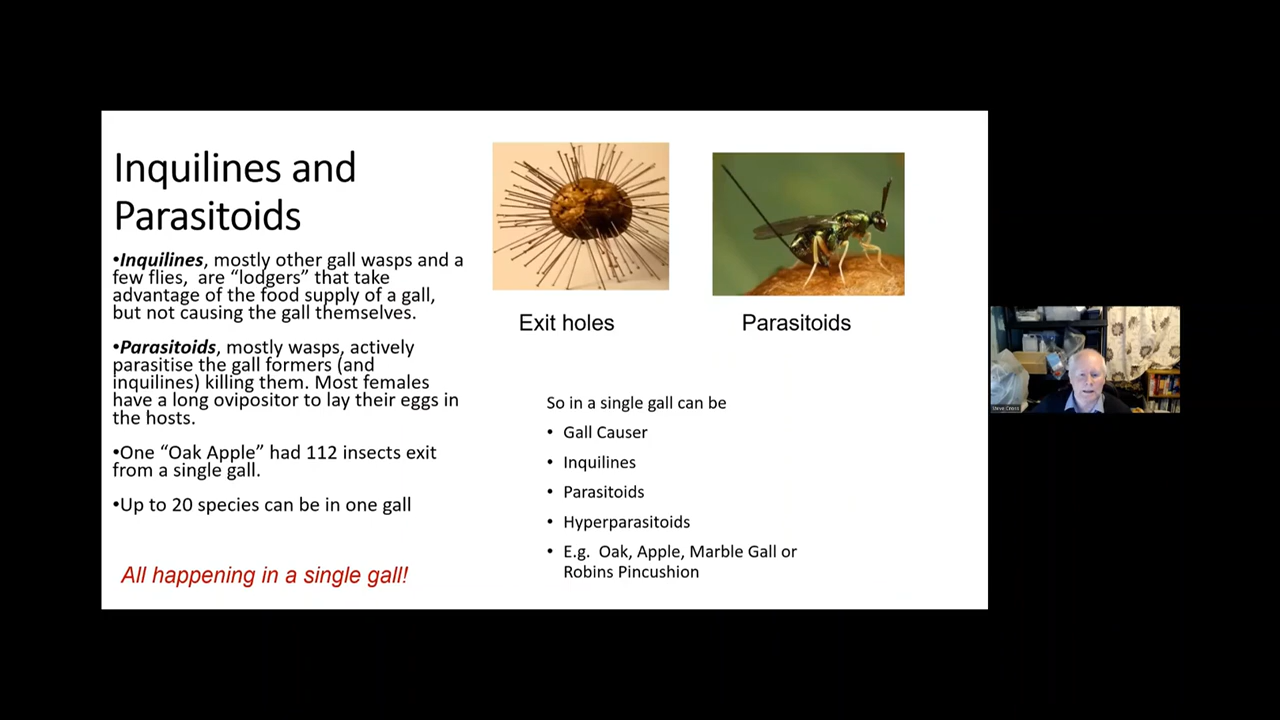 Inquilines and
Parasitoids
•Inquilines, mostly other gall wasps and a
few flies, are “lodgers” that take
advantage of the food supply of a gall,
but not causing the gall themselves.
•Parasitoids, mostly wasps, actively
parasitise the gall formers (and
inquilines) killing them. Most females
have a long ovipositor to lay their eggs in
the hosts.
•One “Oak Apple” had 112 insects exit
from a single gall.
•Up to 20 species can be in one gall
All happening in a single gall!
Exit holes
Parasitoids
So in a single gall can be
• Gall Causer
• Inquilines
• Parasitoids
• Hyperparasitoids
• E.g. Oak, Apple, Marble Gall or
Robins Pincushion
Steve